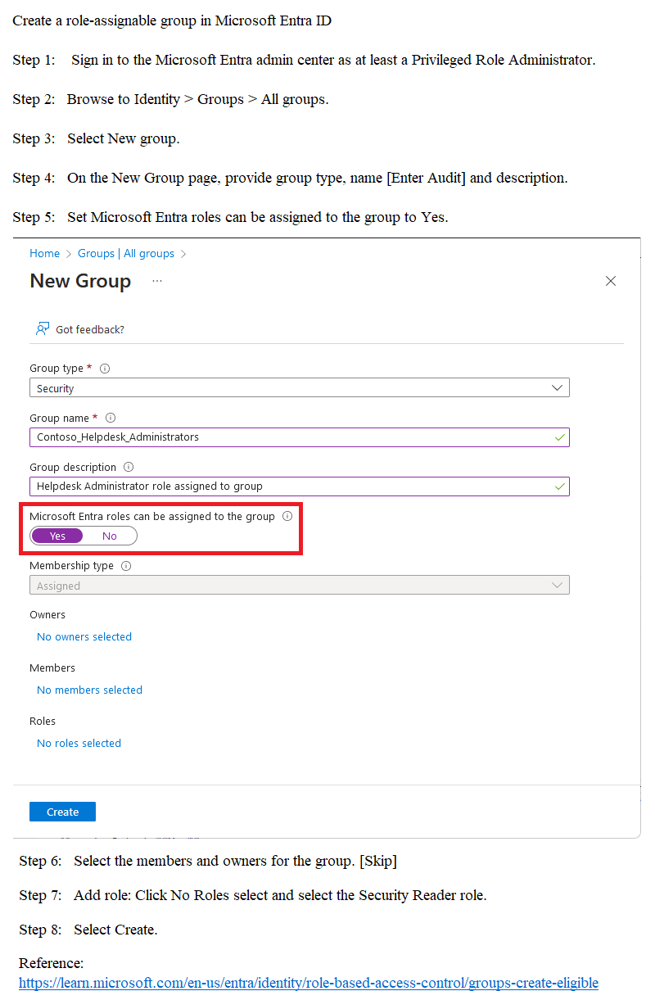 Create a role-assignable group in Microsoft Entra ID
Step 1: Sign in to the Microsoft Entra admin center as at least a Privileged Role Administrator.
Step 2: Browse to Identity > Groups > All groups.
Step 3: Select New group.
Step 4: On the New Group page, provide group type, name [Enter Audit] and description.
Step 5: Set Microsoft Entra roles can be assigned to the group to Yes.
Home > Groups | All groups >
New Group ...
Got feedback?
Group type *
Security
Group name *
Contoso_Helpdesk_Administrators
Group description
Helpdesk Administrator role assigned to group
Microsoft Entra roles can be assigned to the group
Yes No
Membership type
Assigned
Owners
No owners selected
Members
No members selected
Roles
No roles selected
Create
Step 6: Select the members and owners for the group. [Skip]
Step 7: Add role: Click No Roles select and select the Security Reader role.
Step 8: Select Create.
Reference:
https://learn.microsoft.com/en-us/entra/identity/role-based-access-control/groups-create-eligible